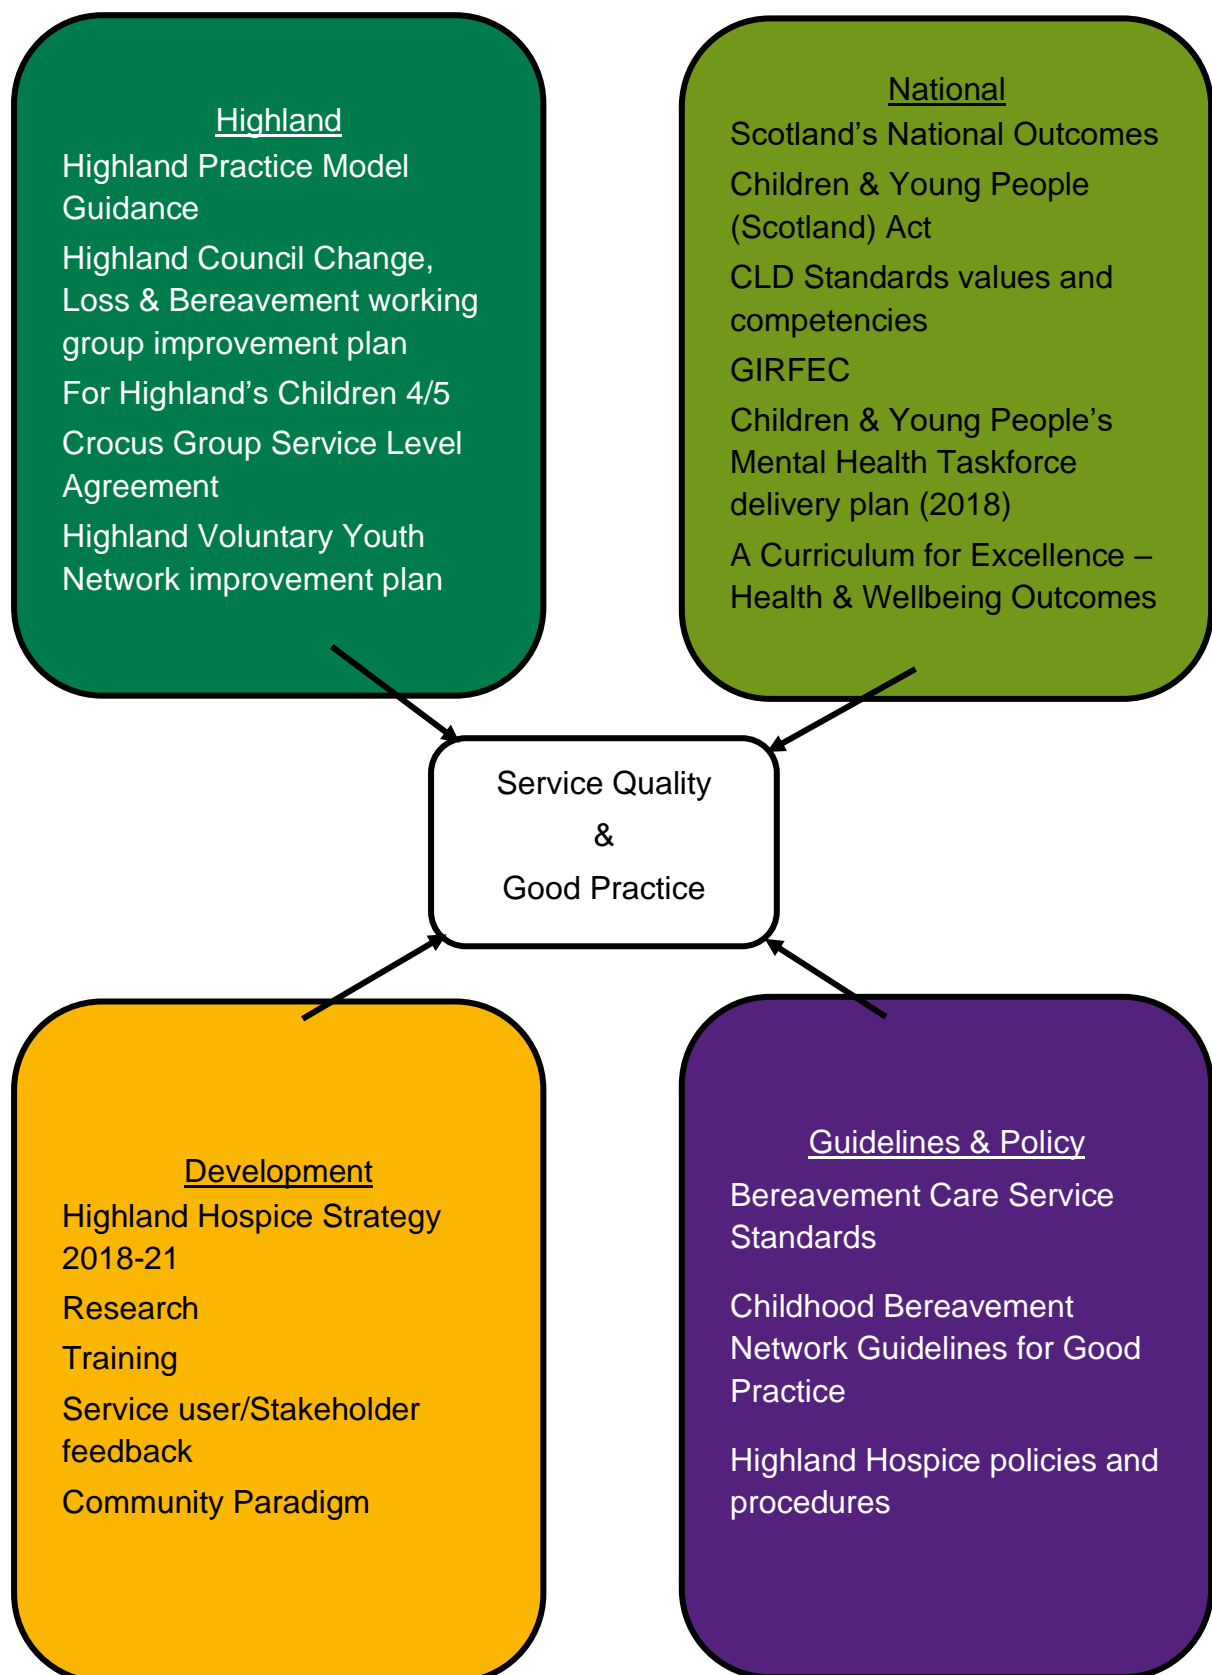 Highland
Highland Practice Model
Guidance
Highland Council Change,
Loss & Bereavement working
group improvement plan
For Highland’s Children 4/5
Crocus Group Service Level
Agreement
Highland Voluntary Youth
Network improvement plan
National
Scotland’s National Outcomes
Children & Young People
(Scotland) Act
CLD Standards values and
competencies
GIRFEC
Children & Young People’s
Mental Health Taskforce
delivery plan (2018)
A Curriculum for Excellence –
Health & Wellbeing Outcomes
Service Quality
&
Good Practice
Development
Highland Hospice Strategy
2018-21
Research
Training
Service user/Stakeholder
feedback
Community Paradigm
Guidelines & Policy
Bereavement Care Service
Standards
Childhood Bereavement
Network Guidelines for Good
Practice
Highland Hospice policies and
procedures